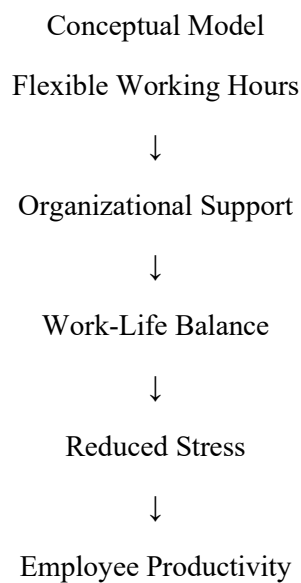 Conceptual Model
Flexible Working Hours
↓
Organizational Support
↓
Work-Life Balance
↓
Reduced Stress
↓
Employee Productivity